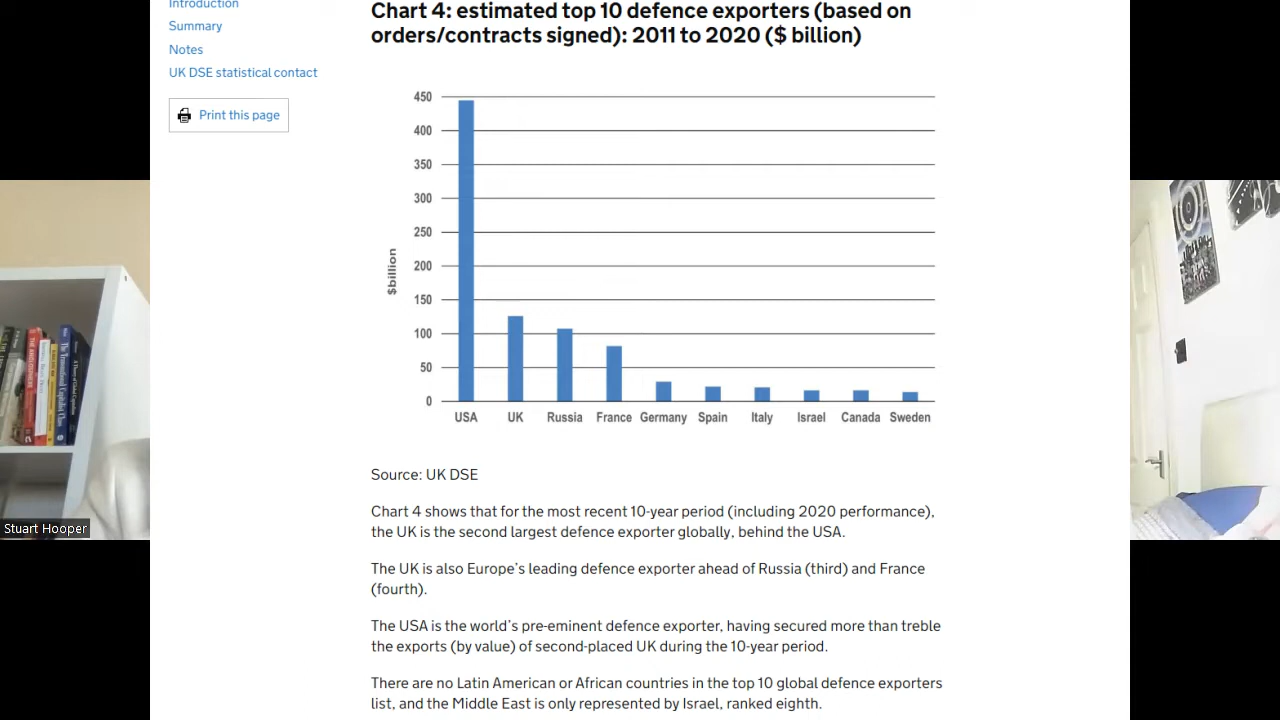 Introduction
Summary
Notes
UK DSE statistical contact
Print this page
Chart 4: estimated top 10 defence exporters (based on
orders/contracts signed): 2011 to 2020 ($ billion)
450
400
350
300
250
200
150
100
50
0
$billion
USA UK Russia France Germany Spain Italy Israel Canada Sweden
Source: UK DSE
Chart 4 shows that for the most recent 10-year period (including 2020 performance),
the UK is the second largest defence exporter globally, behind the USA.
The UK is also Europe's leading defence exporter ahead of Russia (third) and France
(fourth).
The USA is the world's pre-eminent defence exporter, having secured more than treble
the exports (by value) of second-placed UK during the 10-year period.
There are no Latin American or African countries in the top 10 global defence exporters
list, and the Middle East is only represented by Israel, ranked eighth.
Stuart Hooper